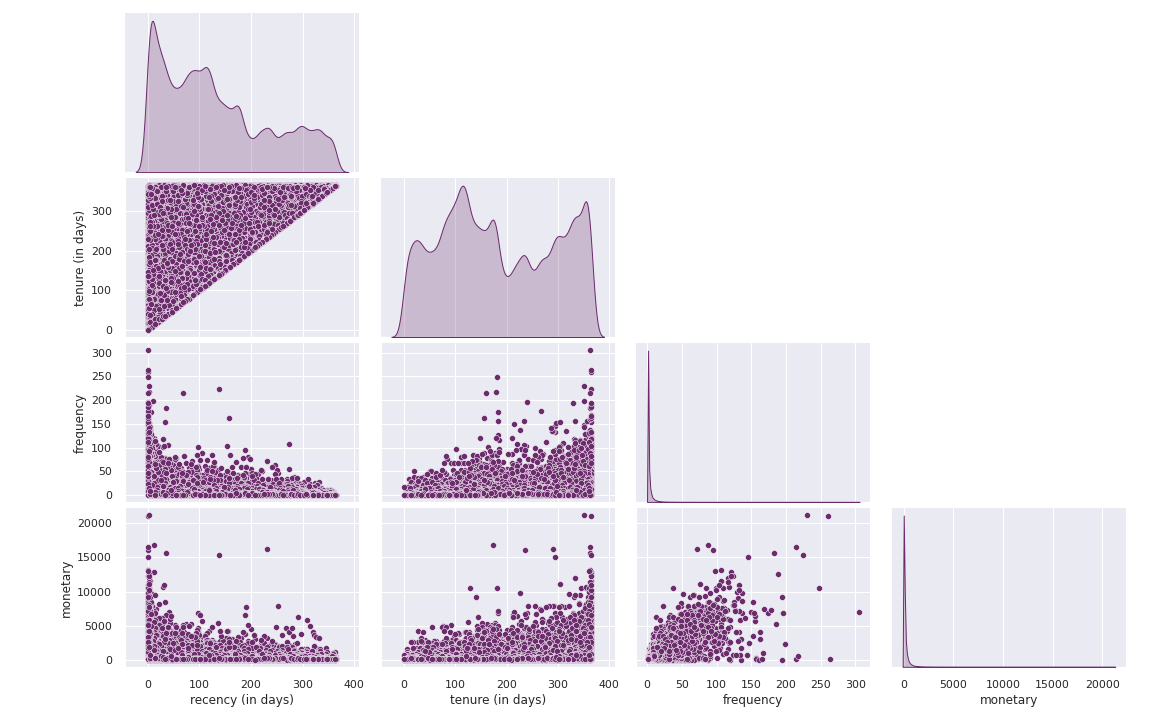 tenure (in days)
300
200
100
0
frequency
300
250
200
150
100
50
0
monetary
20000
15000
10000
5000
0
0 100 200 300 400
recency (in days)
0 100 200 300 400
tenure (in days)
0 50 100 150 200 250 300
frequency
0 5000 10000 15000 20000
monetary